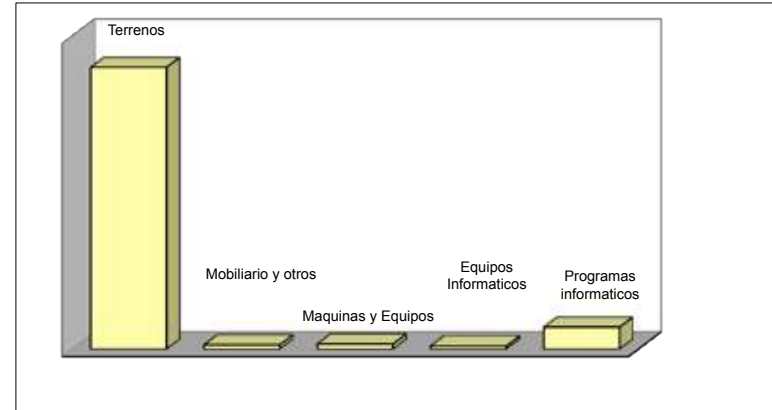 Terrenos
Mobiliario y otros
Maquinas y Equipos
Equipos
Informaticos
Programas
informaticos